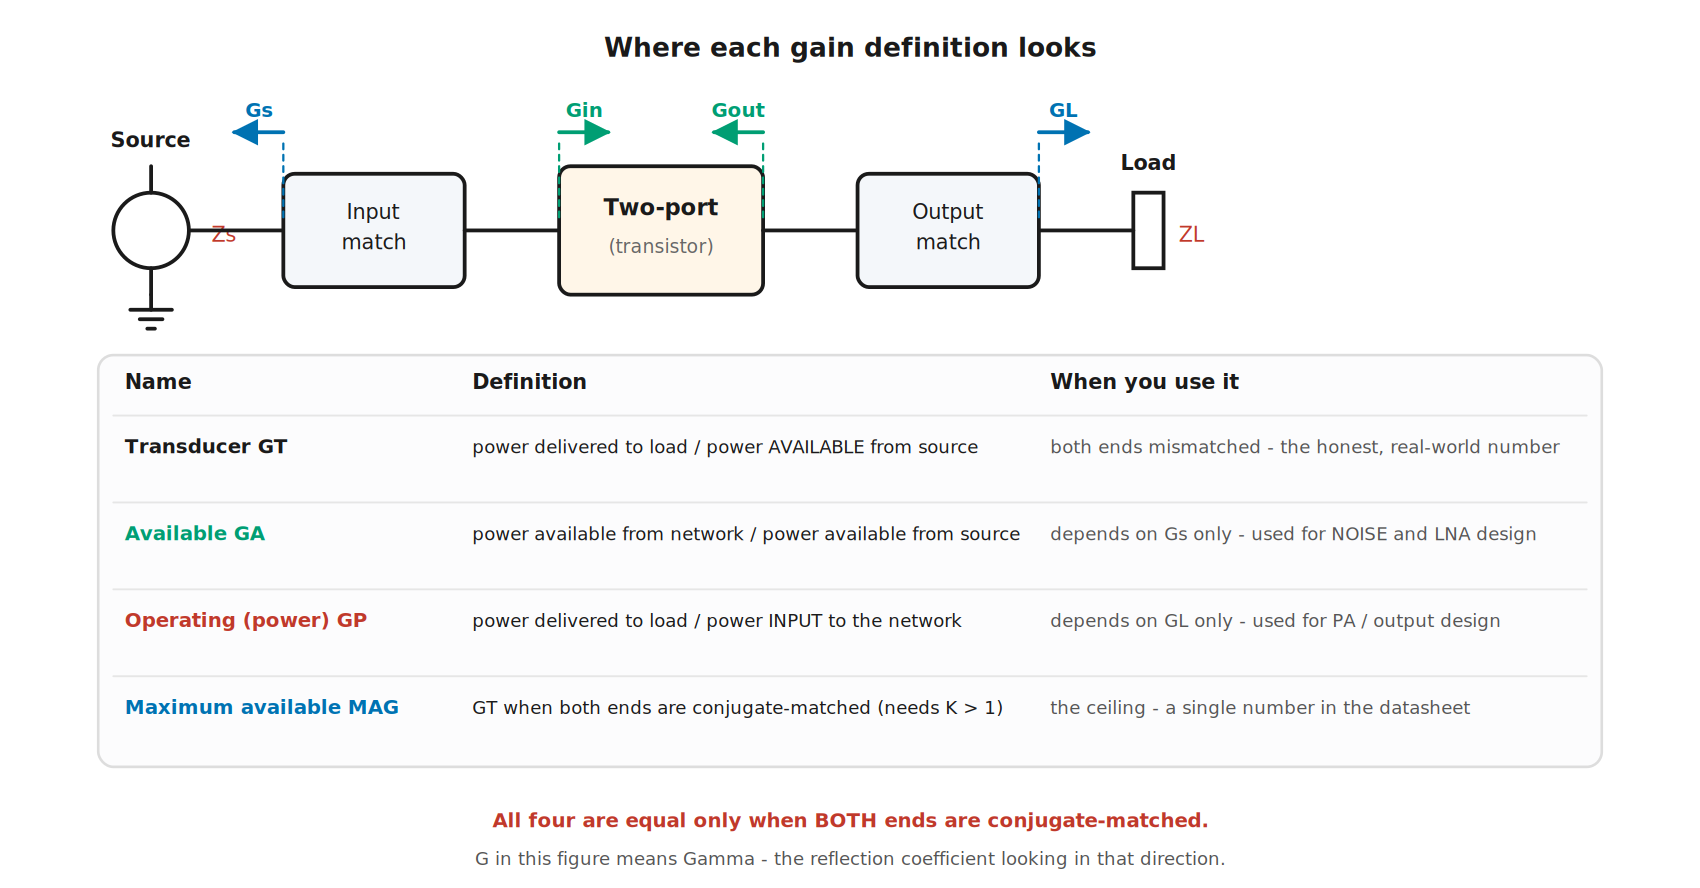 Where each gain definition looks
Gs
Gin
Gout
GL
Source
Load
Input
match
Two-port
(transistor)
Output
match
Zs
ZL
Name
Definition
When you use it
Transducer GT
power delivered to load / power AVAILABLE from source
both ends mismatched - the honest, real-world number
Available GA
power available from network / power available from source
depends on Gs only - used for NOISE and LNA design
Operating (power) GP
power delivered to load / power INPUT to the network
depends on GL only - used for PA / output design
Maximum available MAG
GT when both ends are conjugate-matched (needs K > 1)
the ceiling - a single number in the datasheet
All four are equal only when BOTH ends are conjugate-matched.
G in this figure means Gamma - the reflection coefficient looking in that direction.